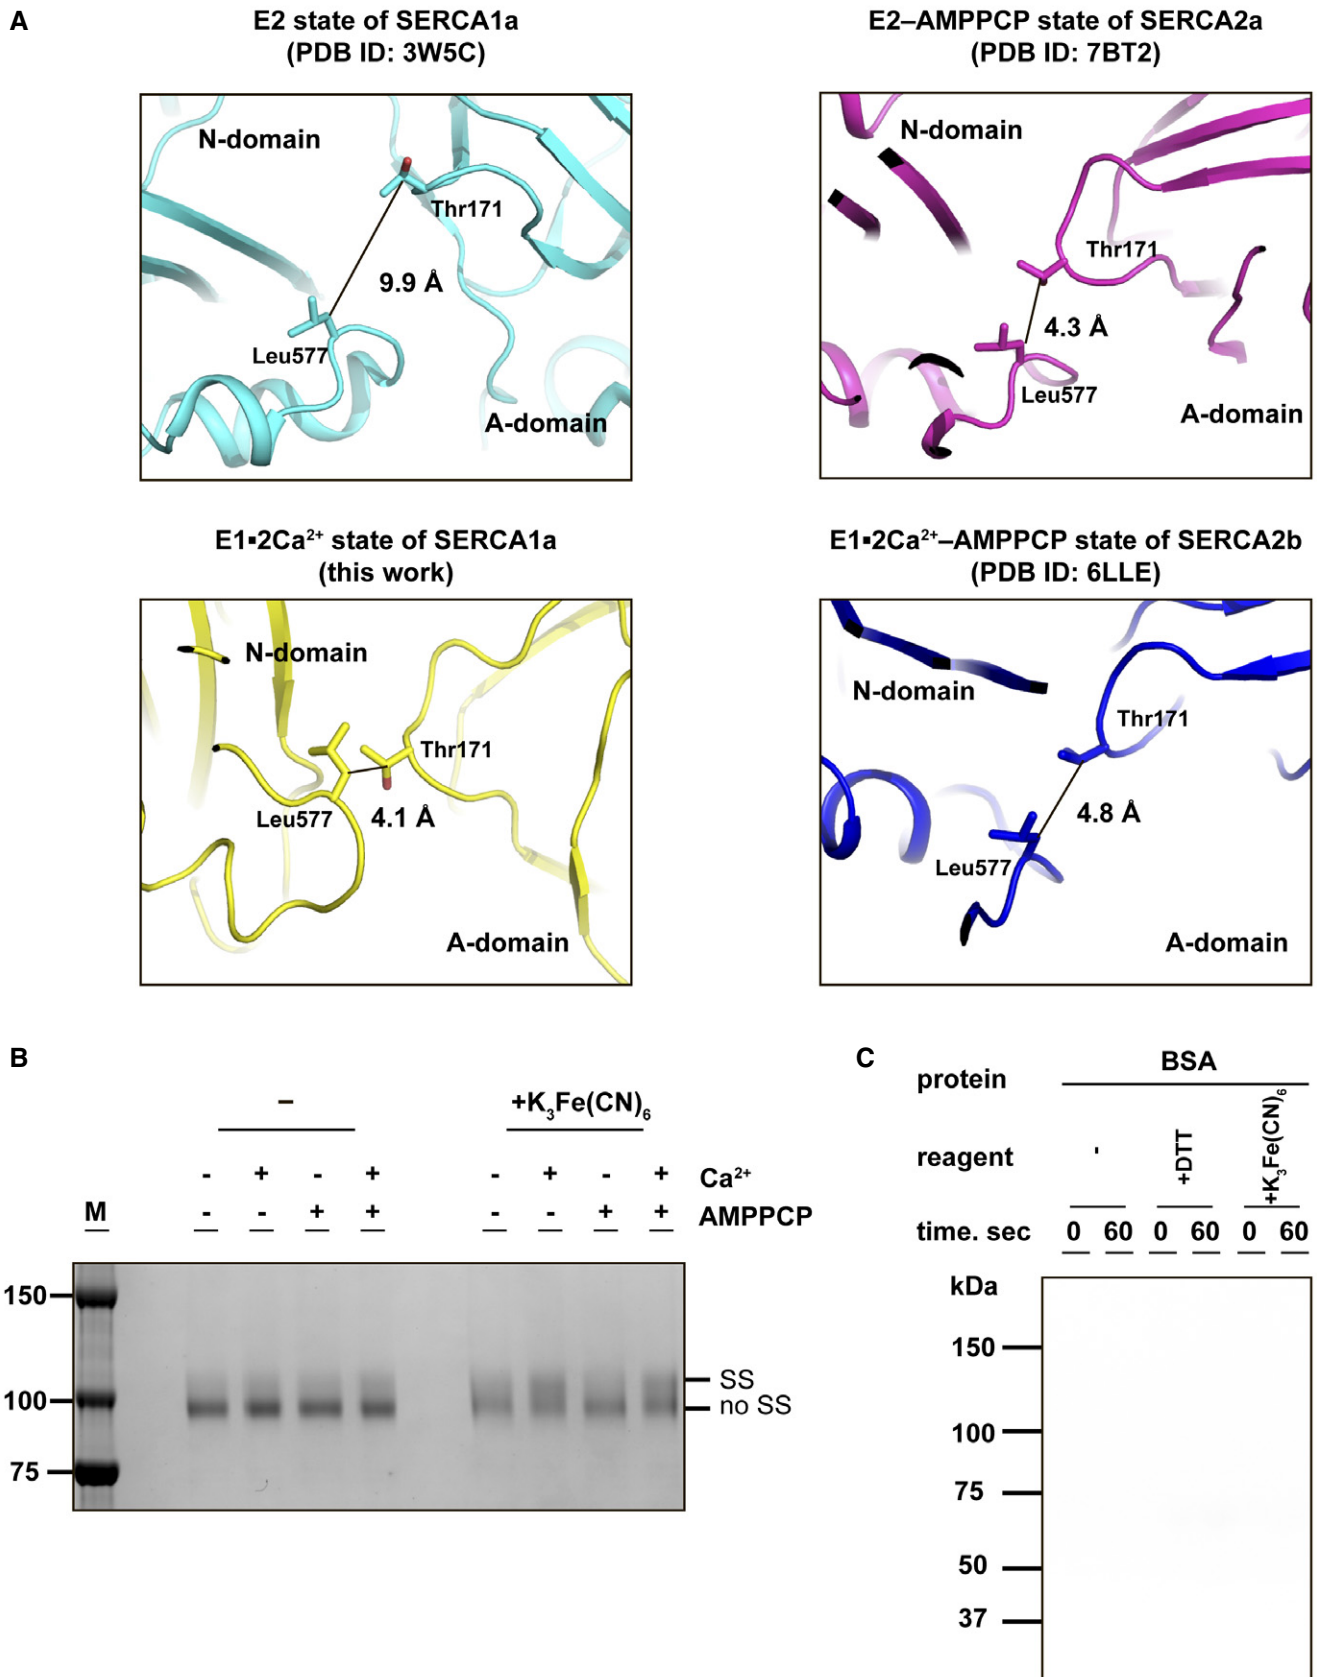 A
E2 state of SERCA1a
(PDB ID: 3W5C)
N-domain
Thr171
9.9 Å
Leu577
A-domain
E2–AMPPCP state of SERCA2a
(PDB ID: 7BT2)
N-domain
Thr171
4.3 Å
Leu577
A-domain
E1▪2Ca²⁺ state of SERCA1a
(this work)
N-domain
Thr171
Leu577
4.1 Å
A-domain
E1▪2Ca²⁺–AMPPCP state of SERCA2b
(PDB ID: 6LLE)
N-domain
Thr171
4.8 Å
Leu577
A-domain
B
– +K₃Fe(CN)₆
- + - + - + - + Ca²⁺
M - - + + - - + + AMPPCP
150
100
75
SS
no SS
C
protein BSA
reagent - +DTT +K₃Fe(CN)₆
time. sec 0 60 0 60 0 60
kDa
150
100
75
50
37